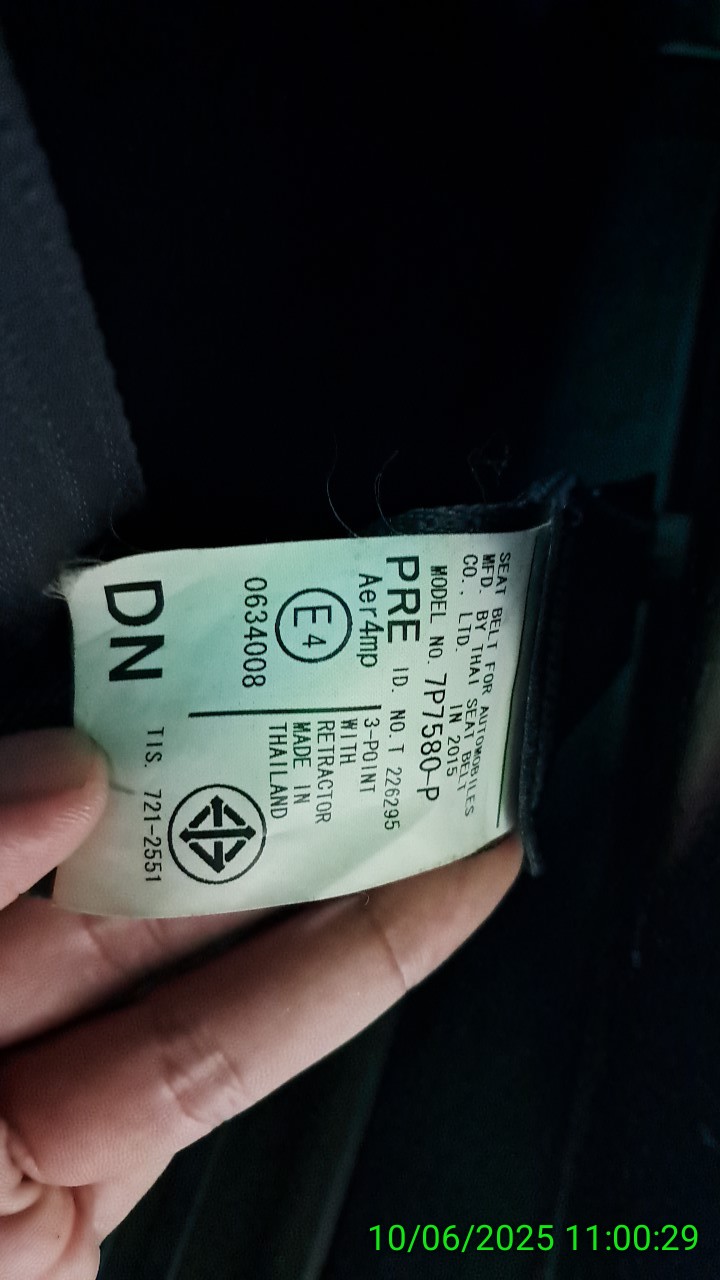 SEAT BELT FOR AUTOMOBILES
MFD. BY THAI SEAT BELT
CO., LTD. IN 2015
MODEL NO. 7P7580-P
PRE ID. NO. T 226295
Aer4mp
E4
0634008
3-POINT
WITH
RETRACTOR
MADE IN
THAILAND
DN
TIS. 721-2551
10/06/2025 11:00:29